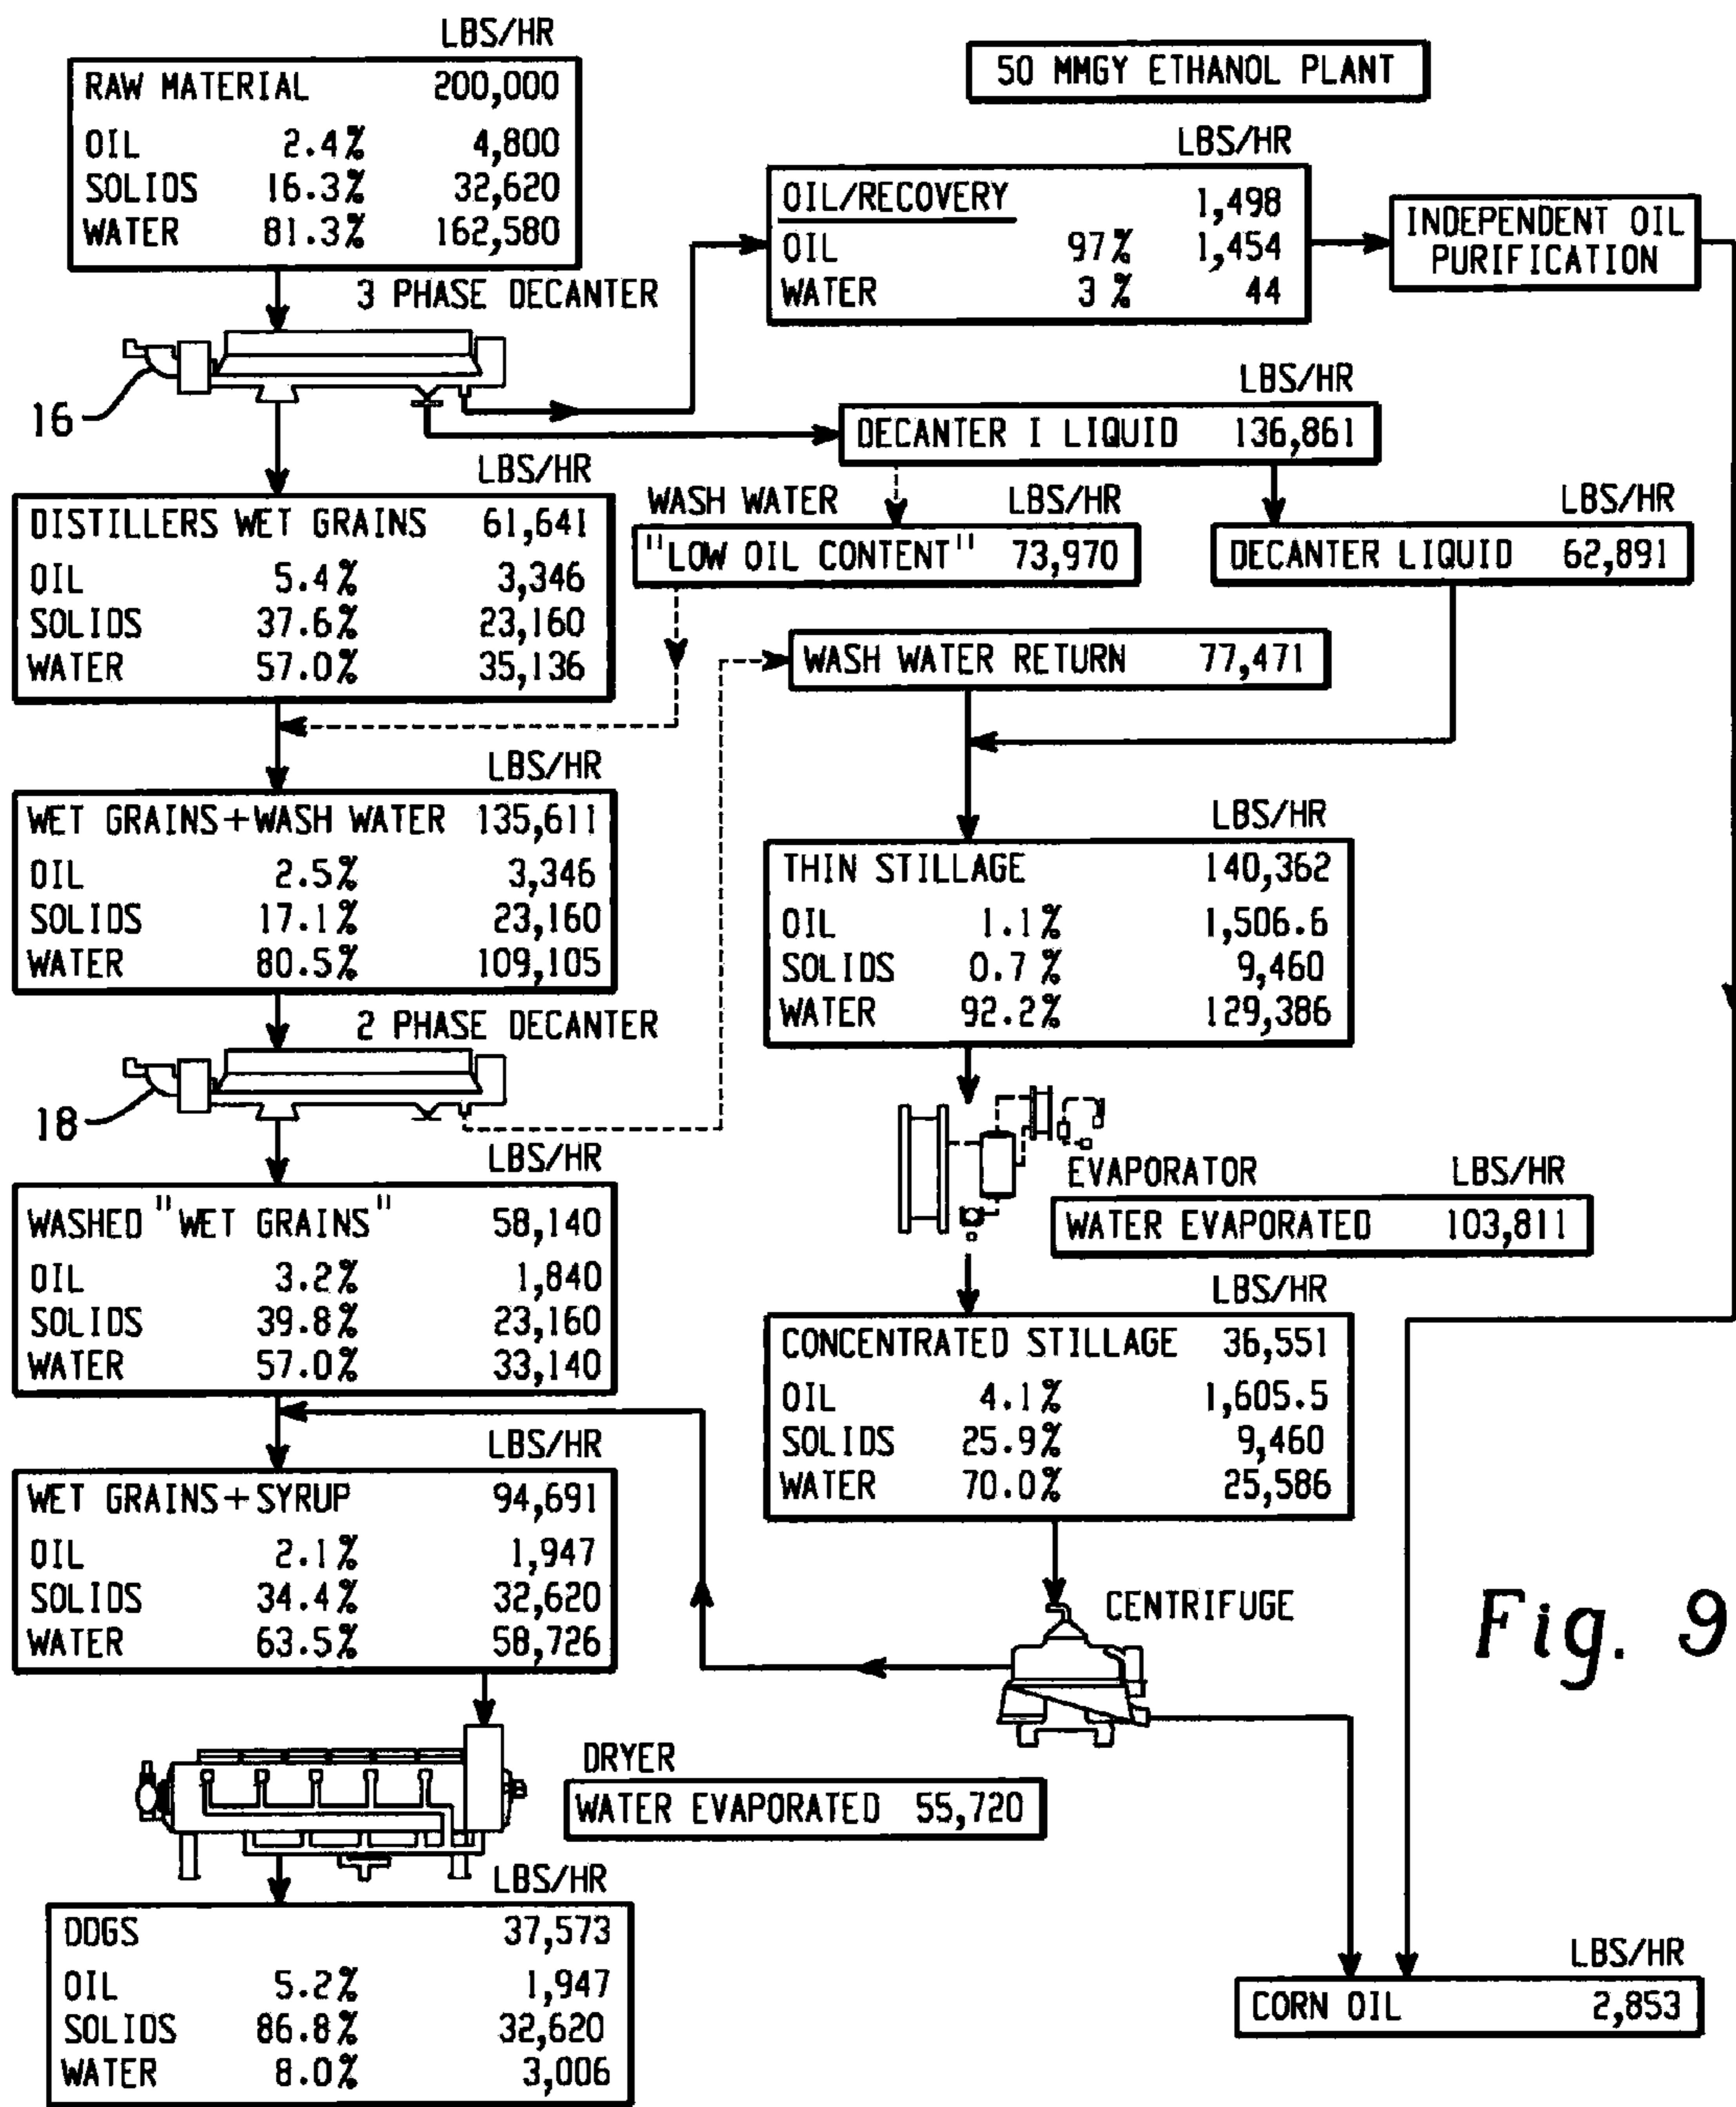 LBS/HR
RAW MATERIAL 200,000
OIL 2.4% 4,800
SOLIDS 16.3% 32,620
WATER 81.3% 162,580
50 MMGY ETHANOL PLANT
LBS/HR
OIL/RECOVERY 1,498
OIL 97% 1,454
WATER 3% 44
INDEPENDENT OIL
PURIFICATION
3 PHASE DECANTER
16
LBS/HR
DECANTER I LIQUID 136,861
LBS/HR
DISTILLERS WET GRAINS 61,641
OIL 5.4% 3,346
SOLIDS 37.6% 23,160
WATER 57.0% 35,136
WASH WATER LBS/HR
"LOW OIL CONTENT" 73,970
LBS/HR
DECANTER LIQUID 62,891
WASH WATER RETURN 77,471
LBS/HR
WET GRAINS+WASH WATER 135,611
OIL 2.5% 3,346
SOLIDS 17.1% 23,160
WATER 80.5% 109,105
LBS/HR
THIN STILLAGE 140,362
OIL 1.1% 1,506.6
SOLIDS 0.7% 9,460
WATER 92.2% 129,386
2 PHASE DECANTER
18
LBS/HR
WASHED "WET GRAINS" 58,140
OIL 3.2% 1,840
SOLIDS 39.8% 23,160
WATER 57.0% 33,140
EVAPORATOR LBS/HR
WATER EVAPORATED 103,811
LBS/HR
CONCENTRATED STILLAGE 36,551
OIL 4.1% 1,605.5
SOLIDS 25.9% 9,460
WATER 70.0% 25,586
LBS/HR
WET GRAINS+SYRUP 94,691
OIL 2.1% 1,947
SOLIDS 34.4% 32,620
WATER 63.5% 58,726
CENTRIFUGE
Fig. 9
DRYER
WATER EVAPORATED 55,720
LBS/HR
DDGS 37,573
OIL 5.2% 1,947
SOLIDS 86.8% 32,620
WATER 8.0% 3,006
LBS/HR
CORN OIL 2,853